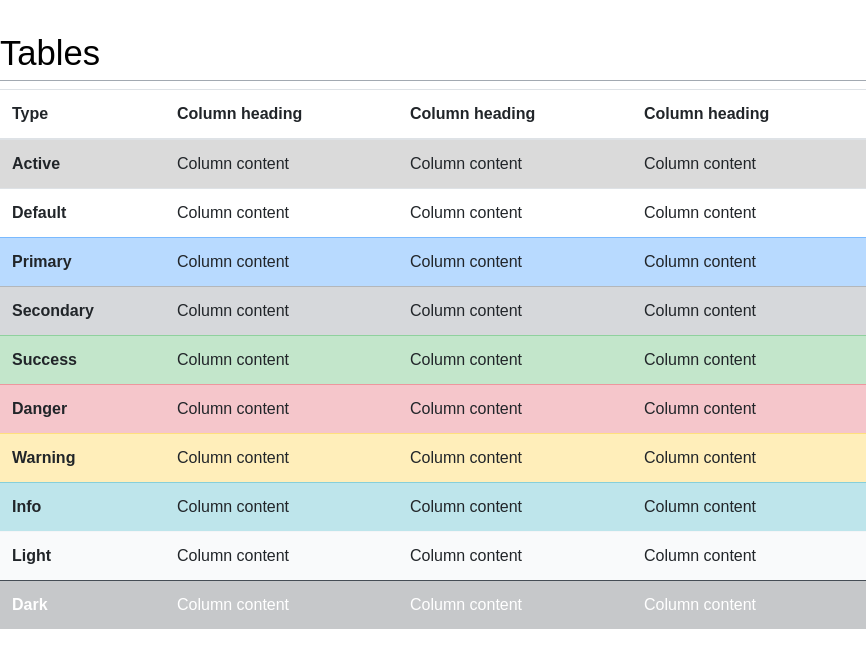 Tables
Type Column heading Column heading Column heading
Active Column content Column content Column content
Default Column content Column content Column content
Primary Column content Column content Column content
Secondary Column content Column content Column content
Success Column content Column content Column content
Danger Column content Column content Column content
Warning Column content Column content Column content
Info Column content Column content Column content
Light Column content Column content Column content
Dark Column content Column content Column content